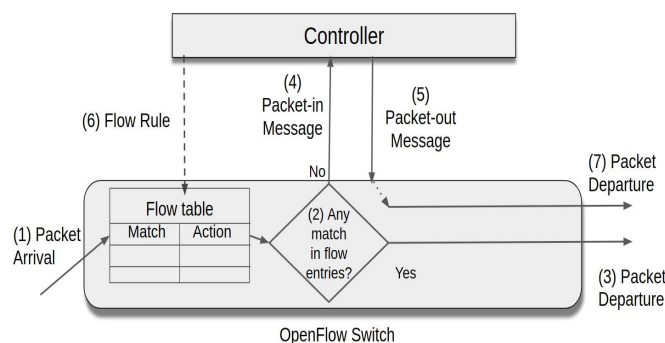 Controller
(4)
Packet-in
Message
(5)
Packet-out
Message
(6) Flow Rule
No
(7) Packet
Departure
Flow table
Match Action
(1) Packet
Arrival
(2) Any
match
in flow
entries?
Yes
(3) Packet
Departure
OpenFlow Switch